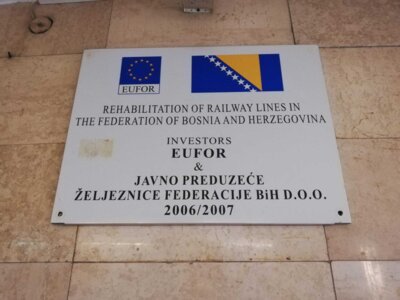 EUFOR
REHABILITATION OF RAILWAY LINES IN
THE FEDERATION OF BOSNIA AND HERZEGOVINA
INVESTORS
EUFOR
&
JAVNO PREDUZEĆE
ŽELJEZNICE FEDERACIJE BiH D.O.O.
2006/2007